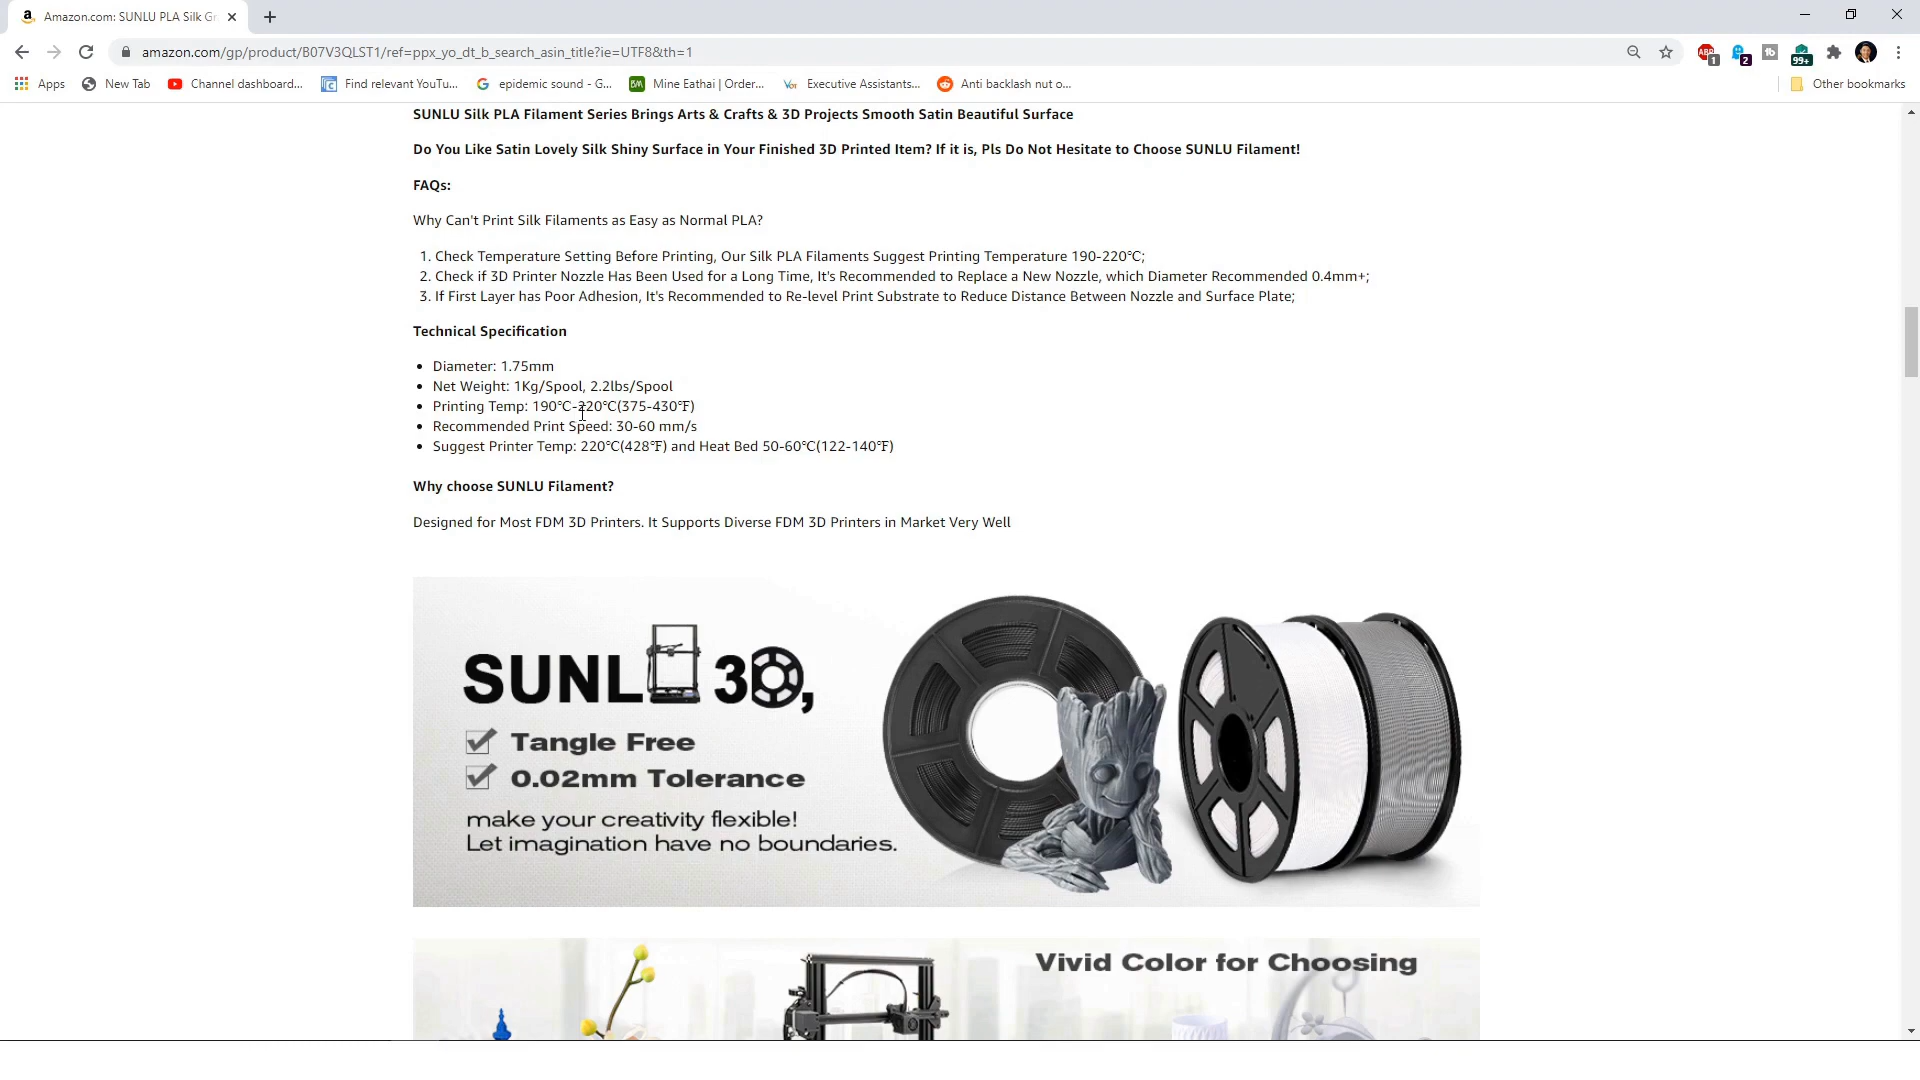 Amazon.com: SUNLU PLA Silk Gr
amazon.com/gp/product/B07V3QLST1/ref=ppx_yo_dt_b_search_asin_title?ie=UTF8&th=1
ABP 1 2 tb 99+
Apps New Tab Channel dashboard... Find relevant YouTu... epidemic sound - G... Mine Eathai | Order... Executive Assistants... Anti backlash nut o... Other bookmarks
SUNLU Silk PLA Filament Series Brings Arts & Crafts & 3D Projects Smooth Satin Beautiful Surface
Do You Like Satin Lovely Silk Shiny Surface in Your Finished 3D Printed Item? If it is, Pls Do Not Hesitate to Choose SUNLU Filament!
FAQs:
Why Can't Print Silk Filaments as Easy as Normal PLA?
1. Check Temperature Setting Before Printing, Our Silk PLA Filaments Suggest Printing Temperature 190-220℃;
2. Check if 3D Printer Nozzle Has Been Used for a Long Time, It's Recommended to Replace a New Nozzle, which Diameter Recommended 0.4mm+;
3. If First Layer has Poor Adhesion, It's Recommended to Re-level Print Substrate to Reduce Distance Between Nozzle and Surface Plate;
Technical Specification
• Diameter: 1.75mm
• Net Weight: 1Kg/Spool, 2.2lbs/Spool
• Printing Temp: 190℃-220℃(375-430℉)
• Recommended Print Speed: 30-60 mm/s
• Suggest Printer Temp: 220℃(428℉) and Heat Bed 50-60℃(122-140℉)
Why choose SUNLU Filament?
Designed for Most FDM 3D Printers. It Supports Diverse FDM 3D Printers in Market Very Well
SUNLU 3D,
Tangle Free
0.02mm Tolerance
make your creativity flexible!
Let imagination have no boundaries.
Vivid Color for Choosing